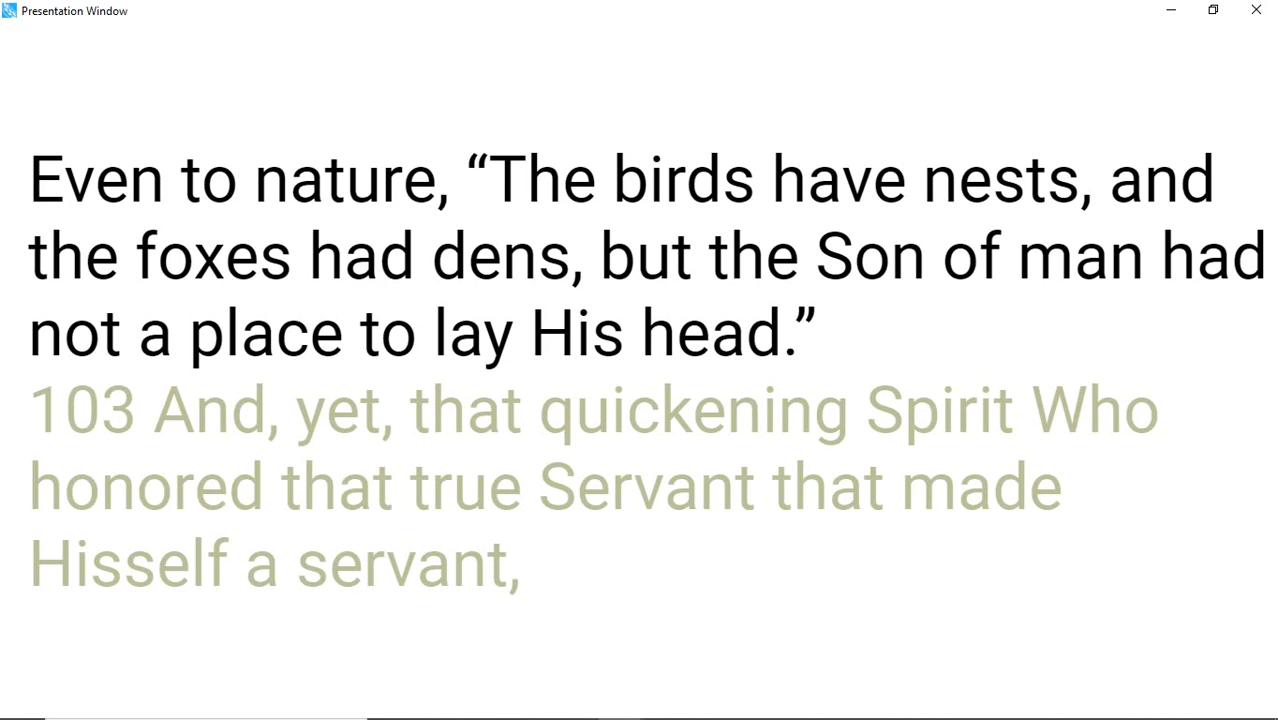 Presentation Window
Even to nature, “The birds have nests, and
the foxes had dens, but the Son of man had
not a place to lay His head.”
103 And, yet, that quickening Spirit Who
honored that true Servant that made
Hisself a servant,